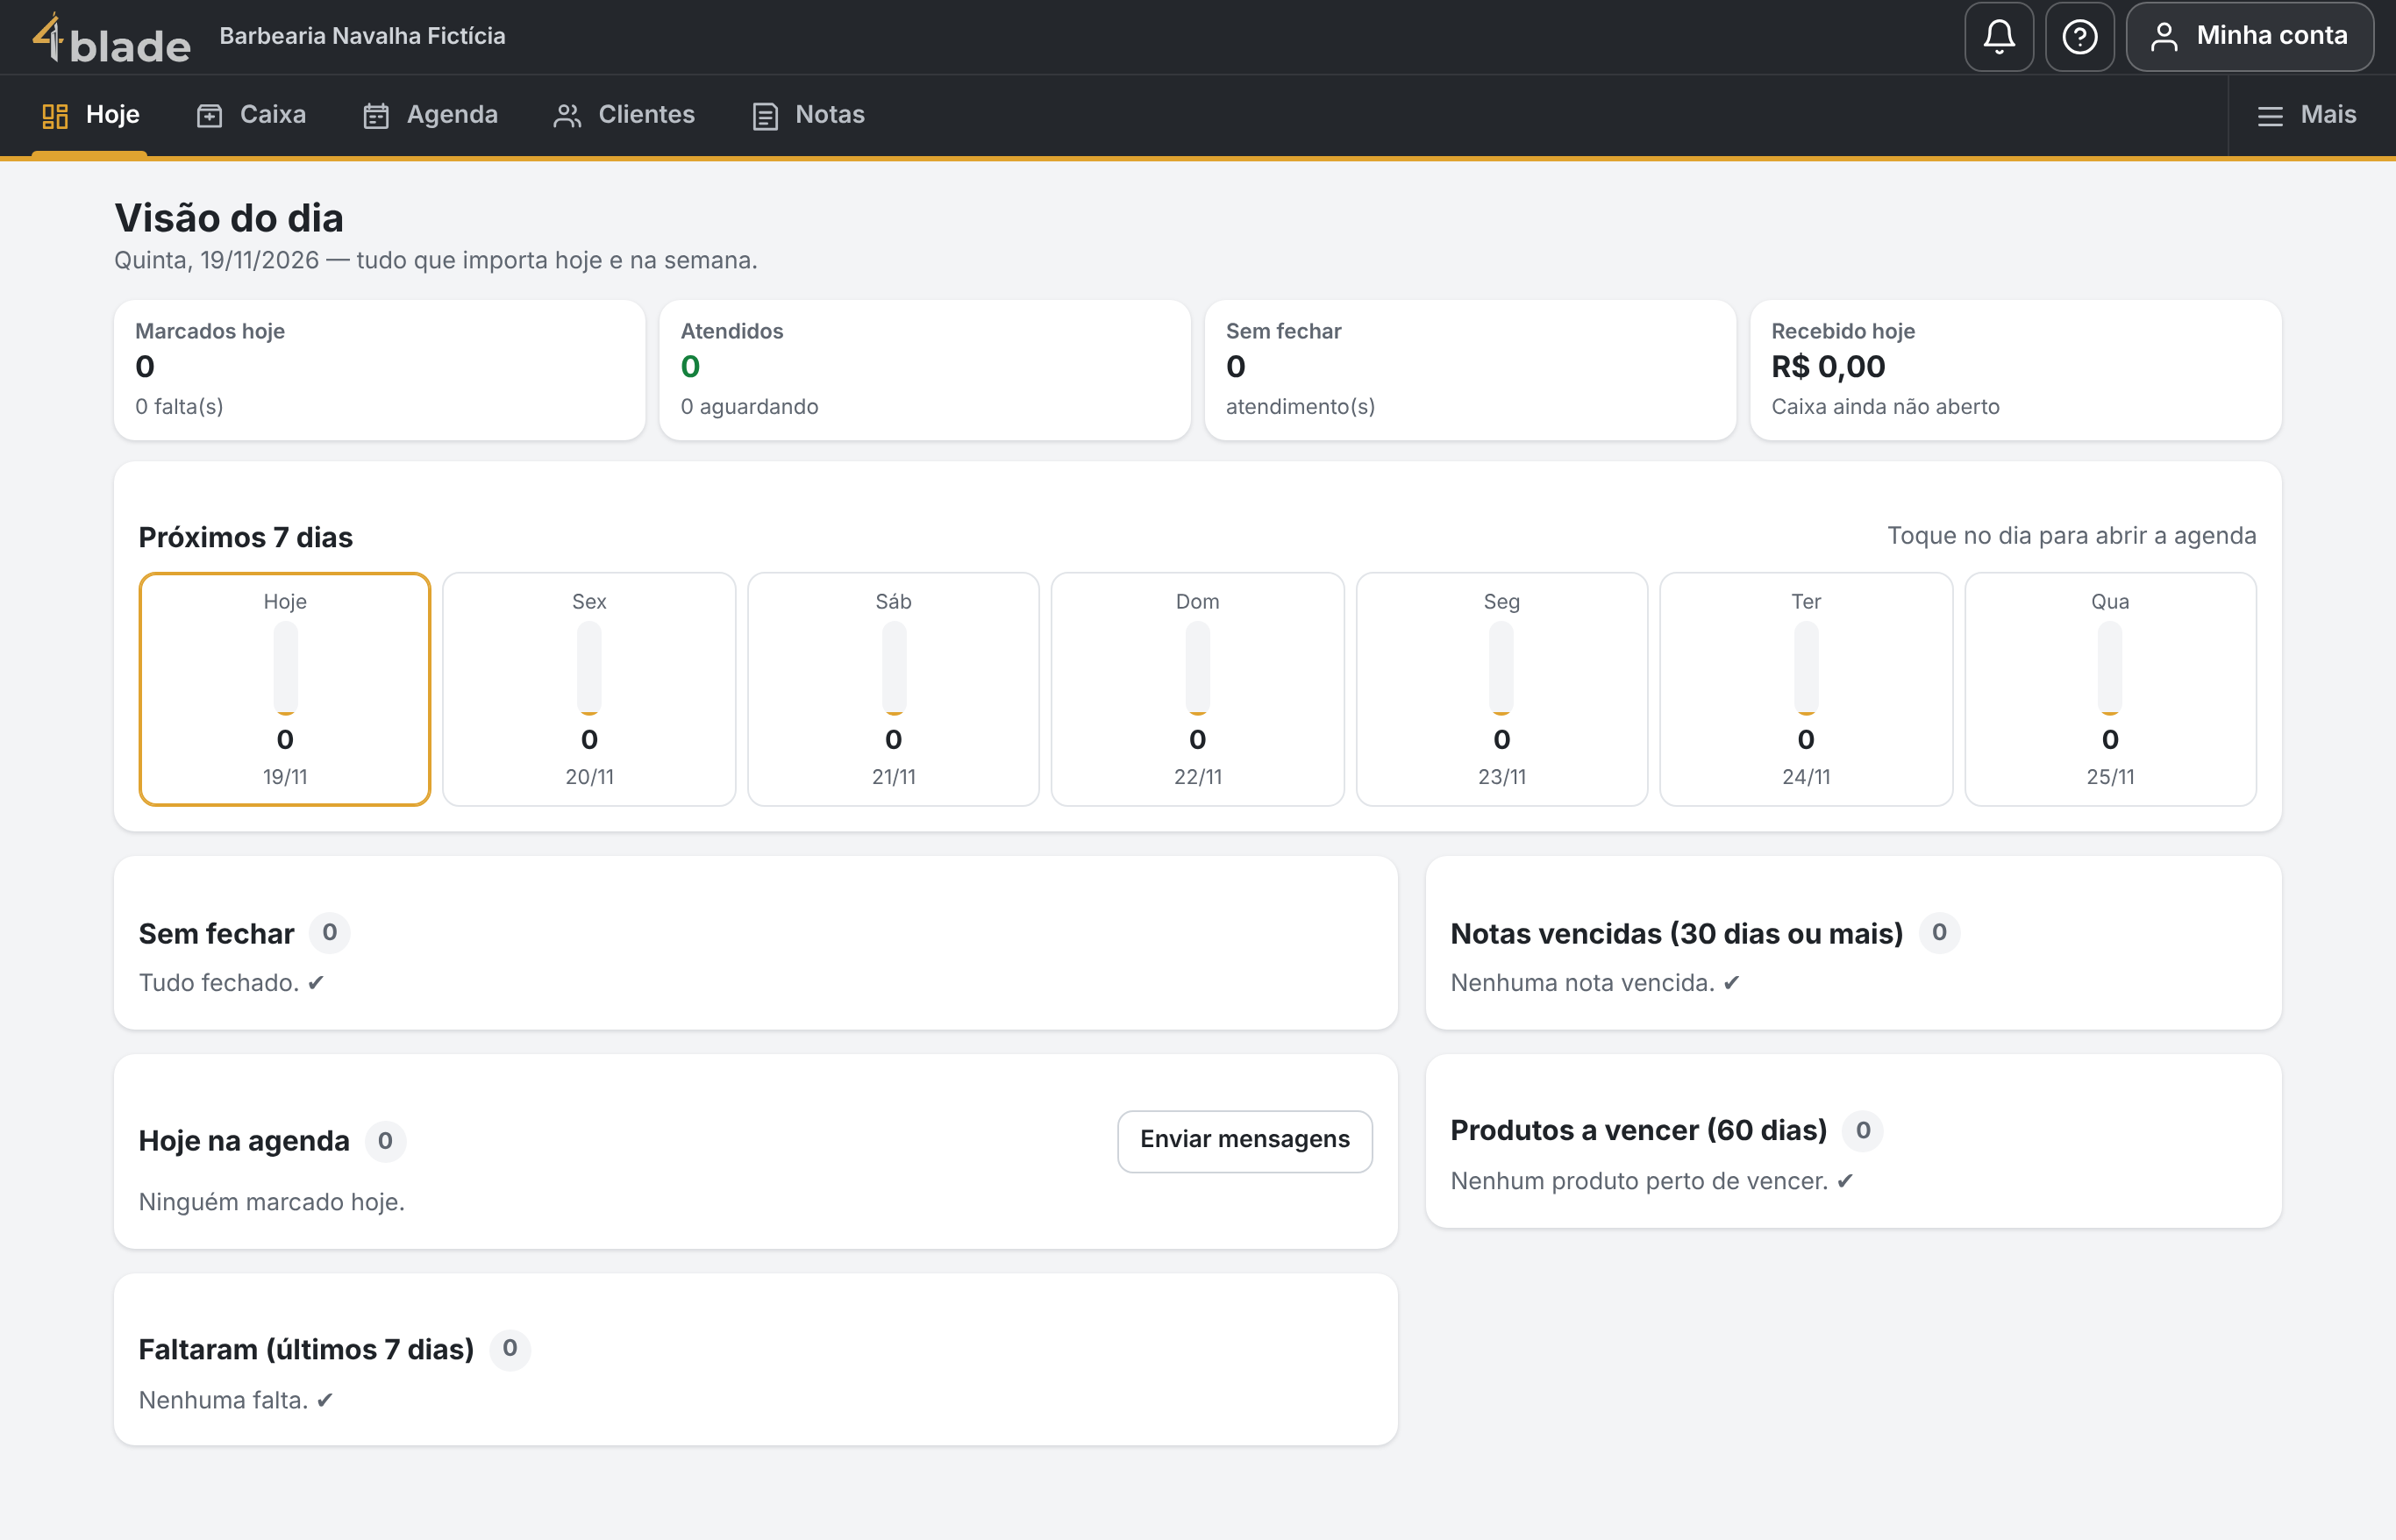 4blade
Barbearia Navalha Fictícia
Minha conta
Hoje
Caixa
Agenda
Clientes
Notas
Mais
Visão do dia
Quinta, 19/11/2026 — tudo que importa hoje e na semana.
Marcados hoje
0
0 falta(s)
Atendidos
0
0 aguardando
Sem fechar
0
atendimento(s)
Recebido hoje
R$ 0,00
Caixa ainda não aberto
Próximos 7 dias
Toque no dia para abrir a agenda
Hoje
0
19/11
Sex
0
20/11
Sáb
0
21/11
Dom
0
22/11
Seg
0
23/11
Ter
0
24/11
Qua
0
25/11
Sem fechar 0
Tudo fechado. ✔
Notas vencidas (30 dias ou mais) 0
Nenhuma nota vencida. ✔
Hoje na agenda 0
Enviar mensagens
Ninguém marcado hoje.
Produtos a vencer (60 dias) 0
Nenhum produto perto de vencer. ✔
Faltaram (últimos 7 dias) 0
Nenhuma falta. ✔